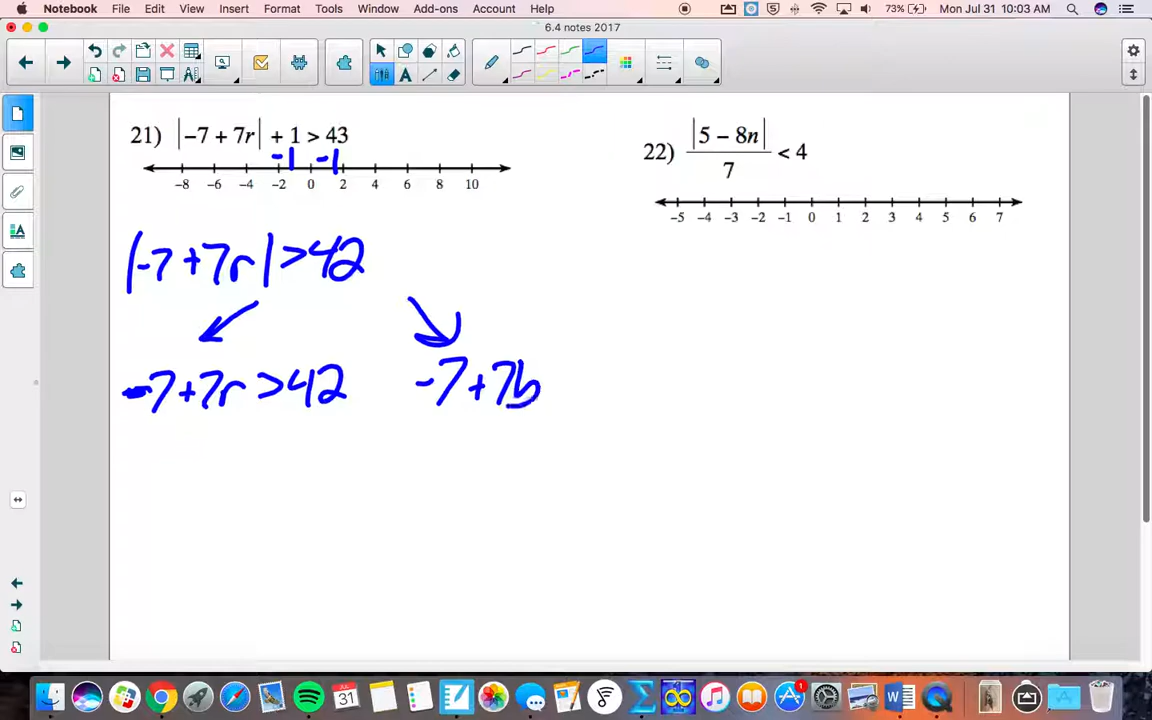 Notebook File Edit View Insert Format Tools Window Add-ons Account Help 73% Mon Jul 31 10:03 AM
6.4 notes 2017
21) |−7 + 7r| + 1 > 43
-1 -1
-8 -6 -4 -2 0 2 4 6 8 10
|-7+7r|>42
-7+7r>42 -7+7b
22) |5 − 8n| / 7 < 4
-5 -4 -3 -2 -1 0 1 2 3 4 5 6 7
JUL
31
1
W